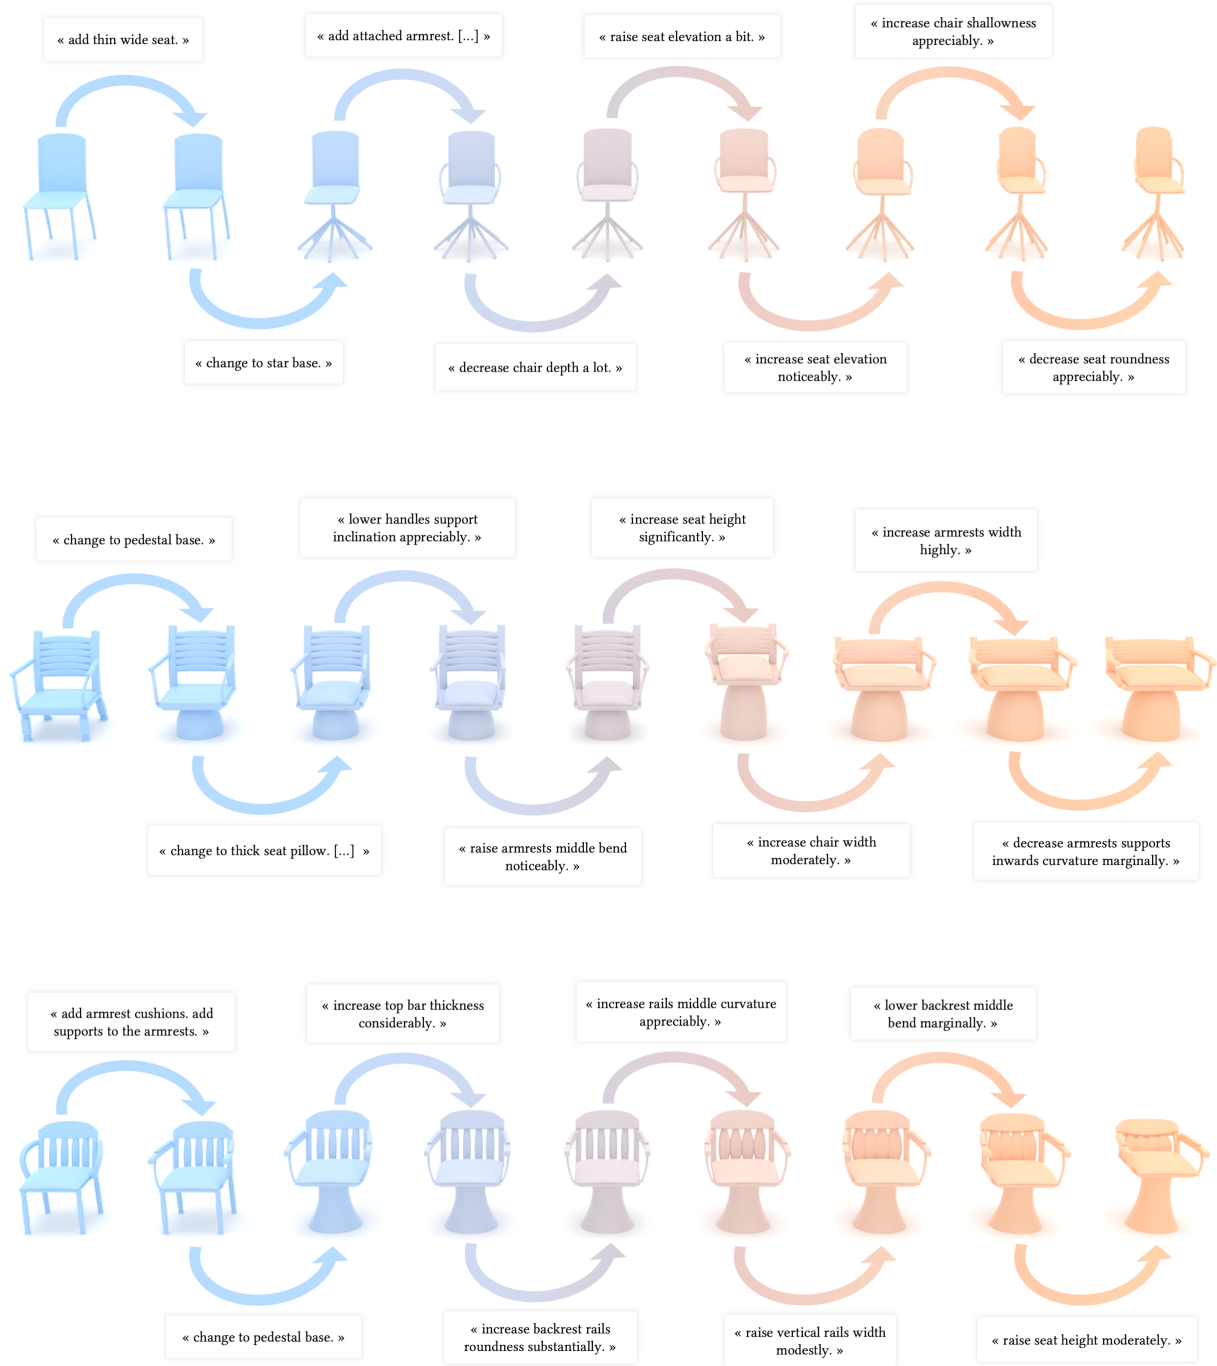 « add thin wide seat. »
« add attached armrest. [...] »
« raise seat elevation a bit. »
« increase chair shallowness
appreciably. »
« change to star base. »
« decrease chair depth a lot. »
« increase seat elevation
noticeably. »
« decrease seat roundness
appreciably. »
« change to pedestal base. »
« lower handles support
inclination appreciably. »
« increase seat height
significantly. »
« increase armrests width
highly. »
« change to thick seat pillow. [...] »
« raise armrests middle bend
noticeably. »
« increase chair width
moderately. »
« decrease armrests supports
inwards curvature marginally. »
« add armrest cushions. add
supports to the armrests. »
« increase top bar thickness
considerably. »
« increase rails middle curvature
appreciably. »
« lower backrest middle
bend marginally. »
« change to pedestal base. »
« increase backrest rails
roundness substantially. »
« raise vertical rails width
modestly. »
« raise seat height moderately. »